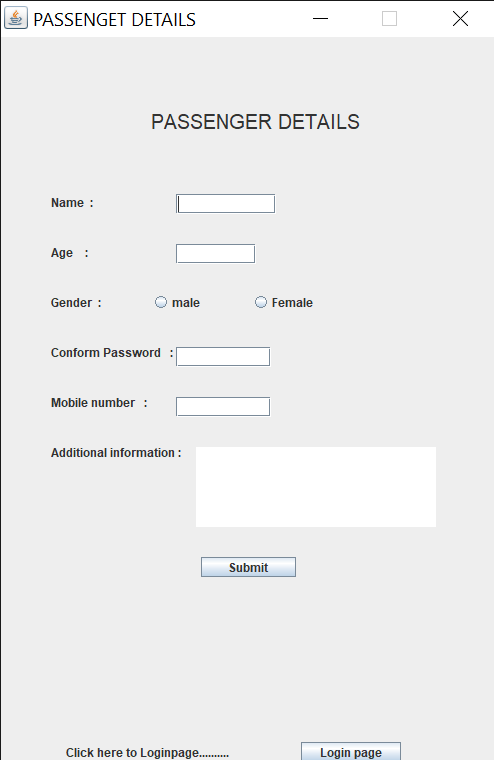 PASSENGET DETAILS
PASSENGER DETAILS
Name :
Age :
Gender : male Female
Conform Password :
Mobile number :
Additional information :
Submit
Click here to Loginpage.......... Login page